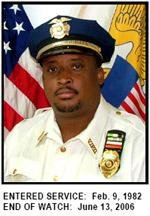 ENTERED SERVICE: Feb. 9, 1982
END OF WATCH: June 13, 2006